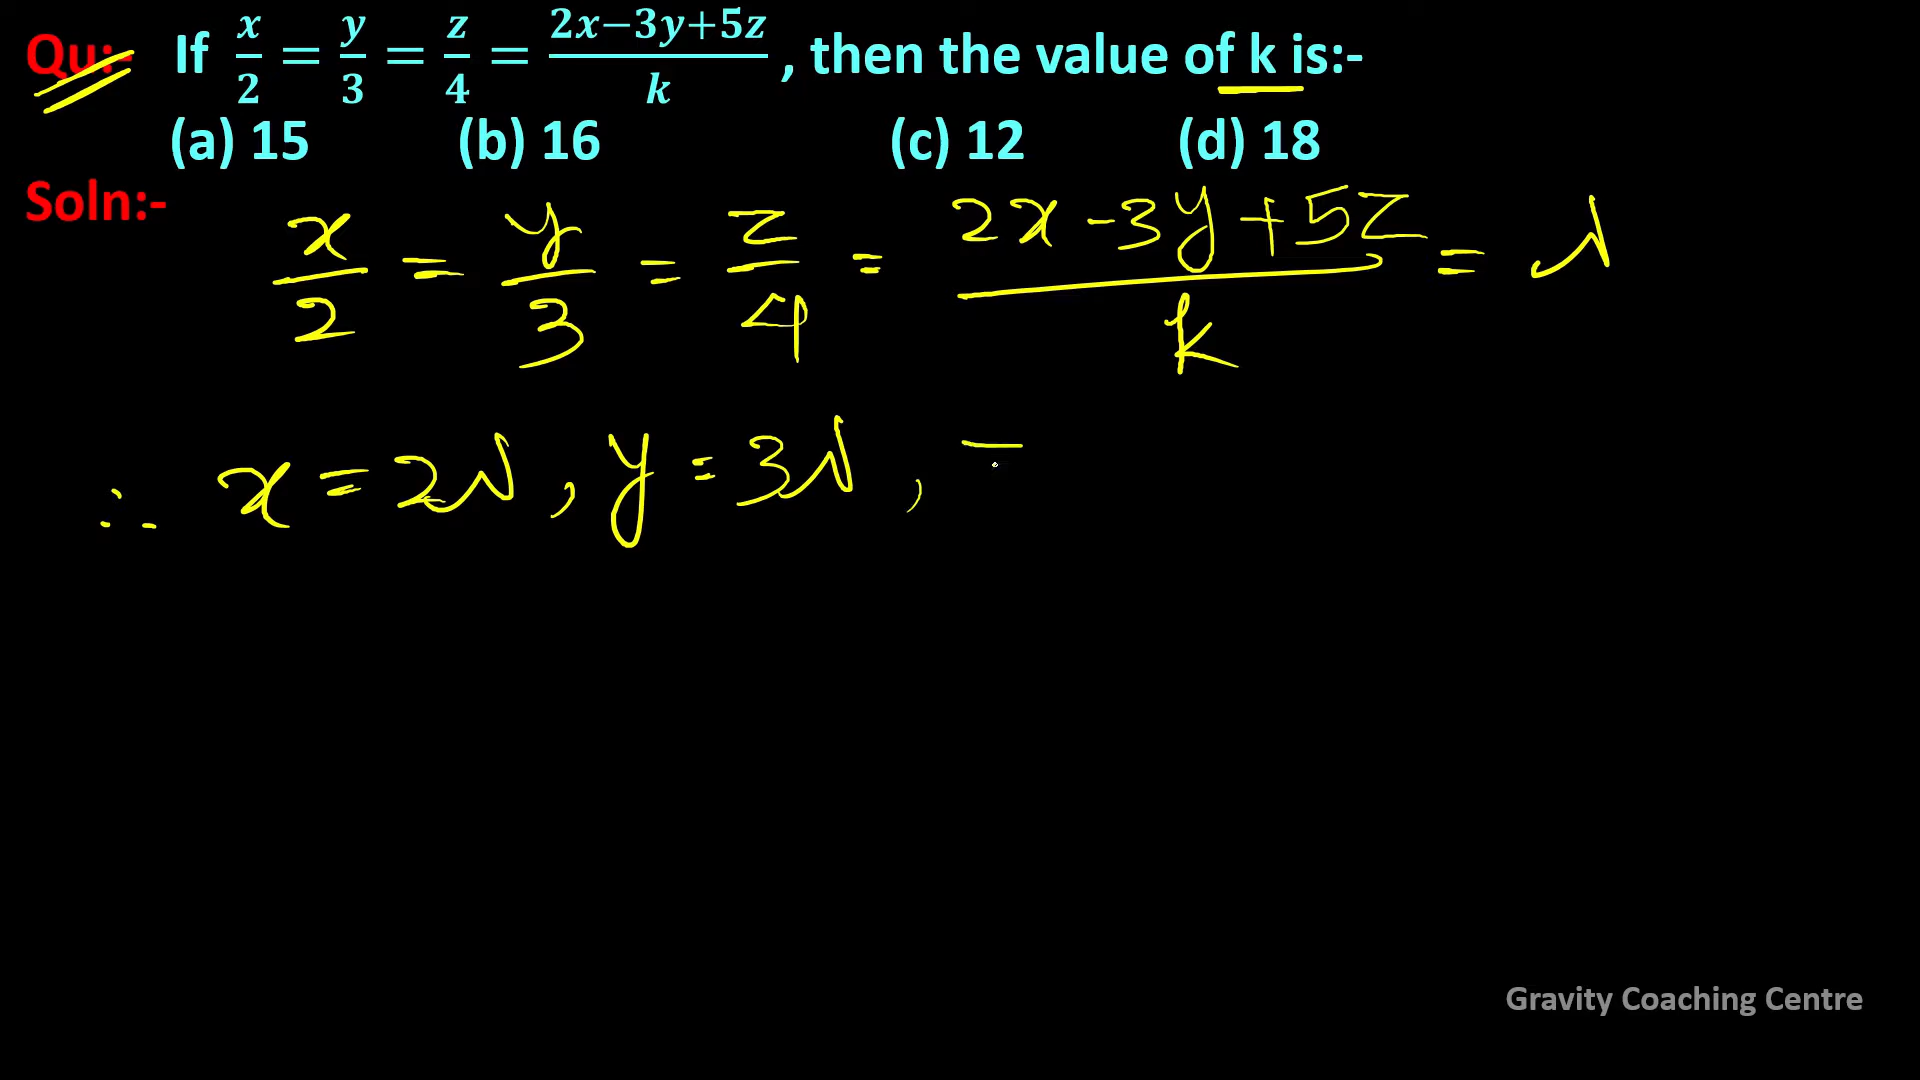 Qu:- If x/2 = y/3 = z/4 = (2x−3y+5z)/k , then the value of k is:-
(a) 15 (b) 16 (c) 12 (d) 18
Soln:-
x/2 = y/3 = z/4 = (2x-3y+5z)/k = λ
∴ x = 2λ , y = 3λ ,
Gravity Coaching Centre